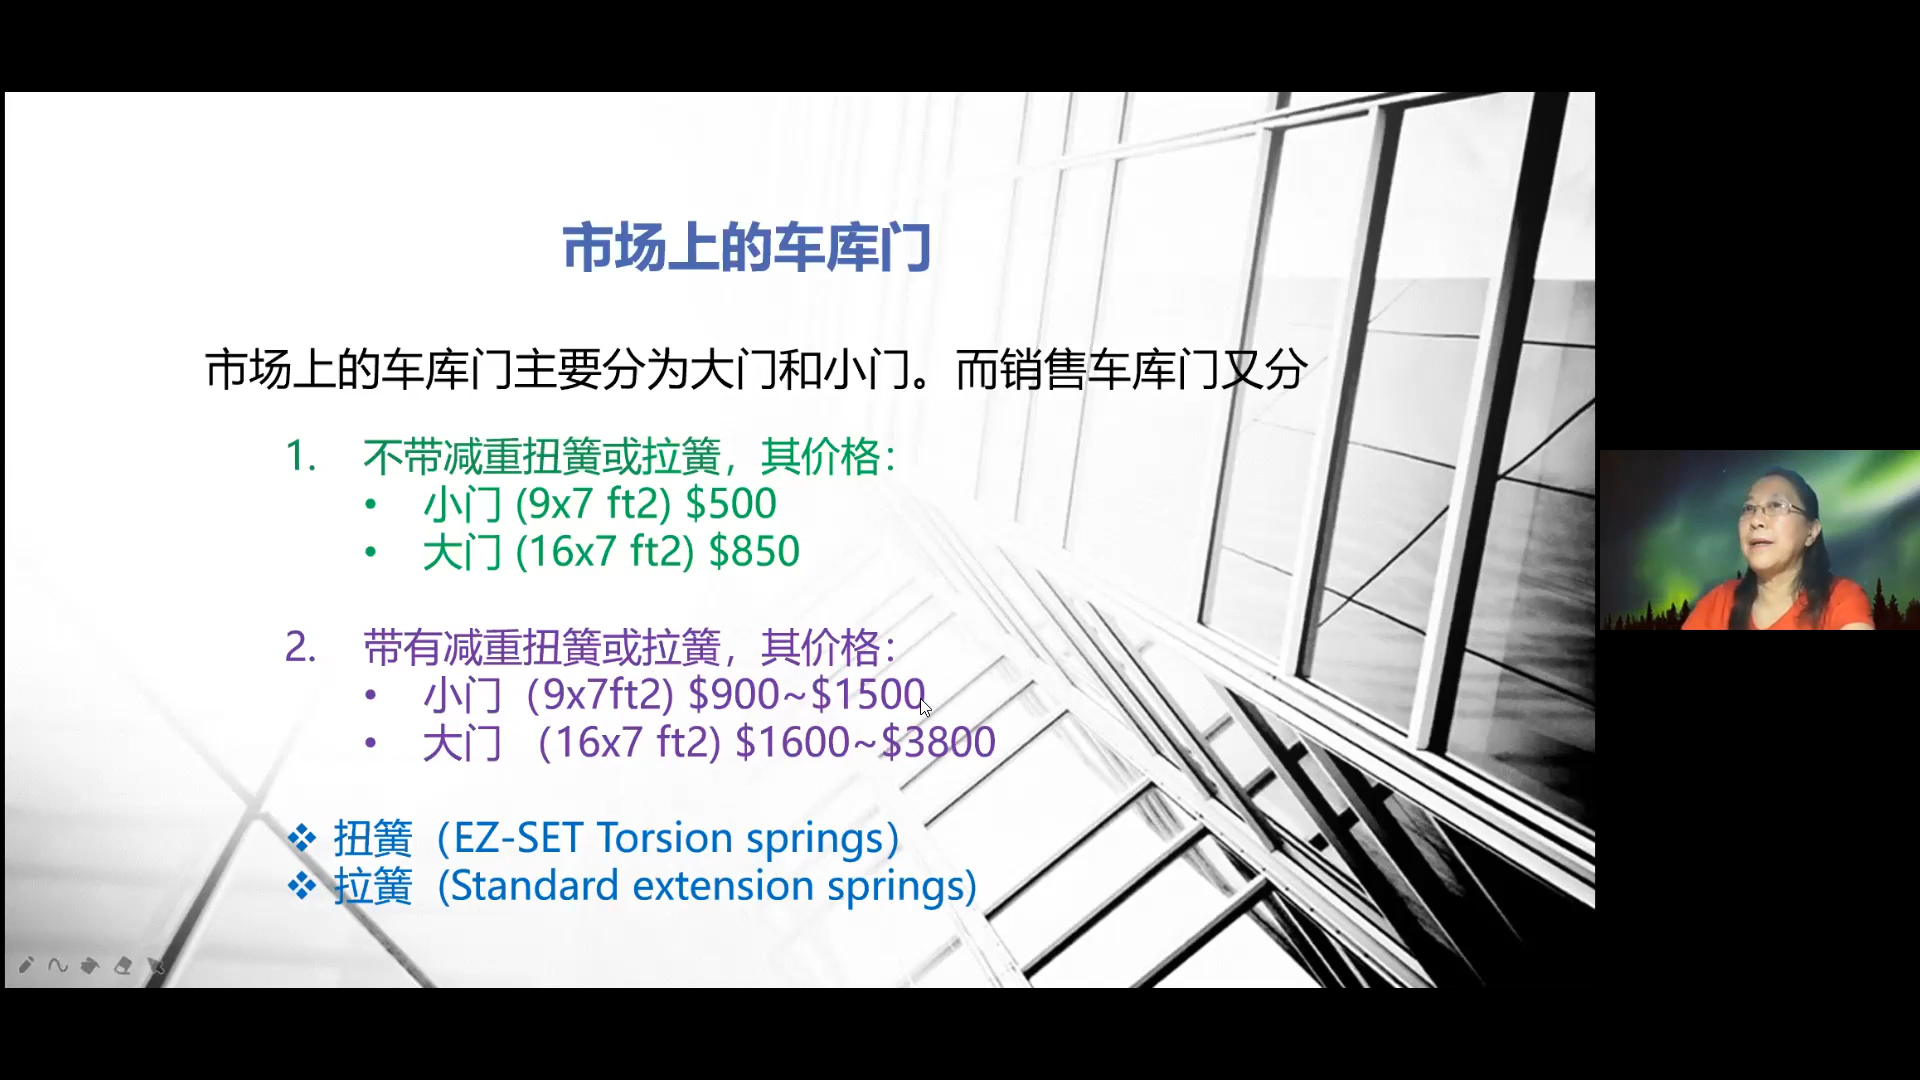 市场上的车库门
市场上的车库门主要分为大门和小门。而销售车库门又分
1. 不带减重扭簧或拉簧，其价格：
• 小门 (9x7 ft2) $500
• 大门 (16x7 ft2) $850
2. 带有减重扭簧或拉簧，其价格：
• 小门（9x7ft2) $900~$1500
• 大门 （16x7 ft2) $1600~$3800
❖ 扭簧（EZ-SET Torsion springs）
❖ 拉簧 (Standard extension springs)